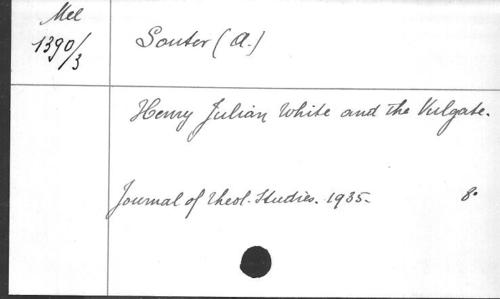 Mel
1390/3
Souter (A.)
Henry Julian White and the Vulgate.
Journal of theol. Studies. 1935. 8°